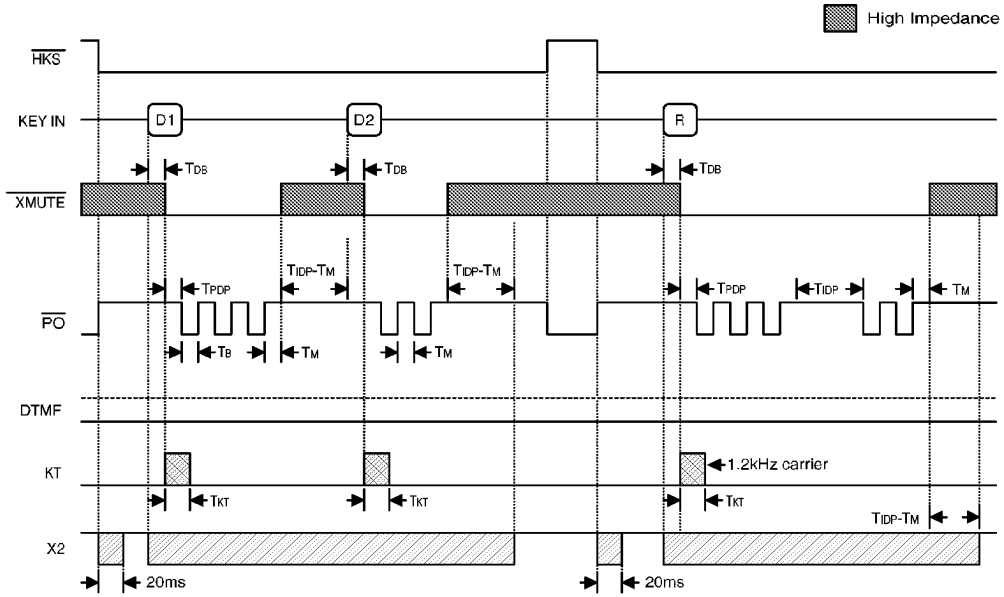 High Impedance
HKS
KEY IN D1 D2 R
TDB TDB TDB
XMUTE
TIDP-TM TIDP-TM
TPDP TPDP TIDP TM
PO
TB TM TM
DTMF
KT 1.2kHz carrier
TKT TKT TKT
TIDP-TM
X2
20ms 20ms